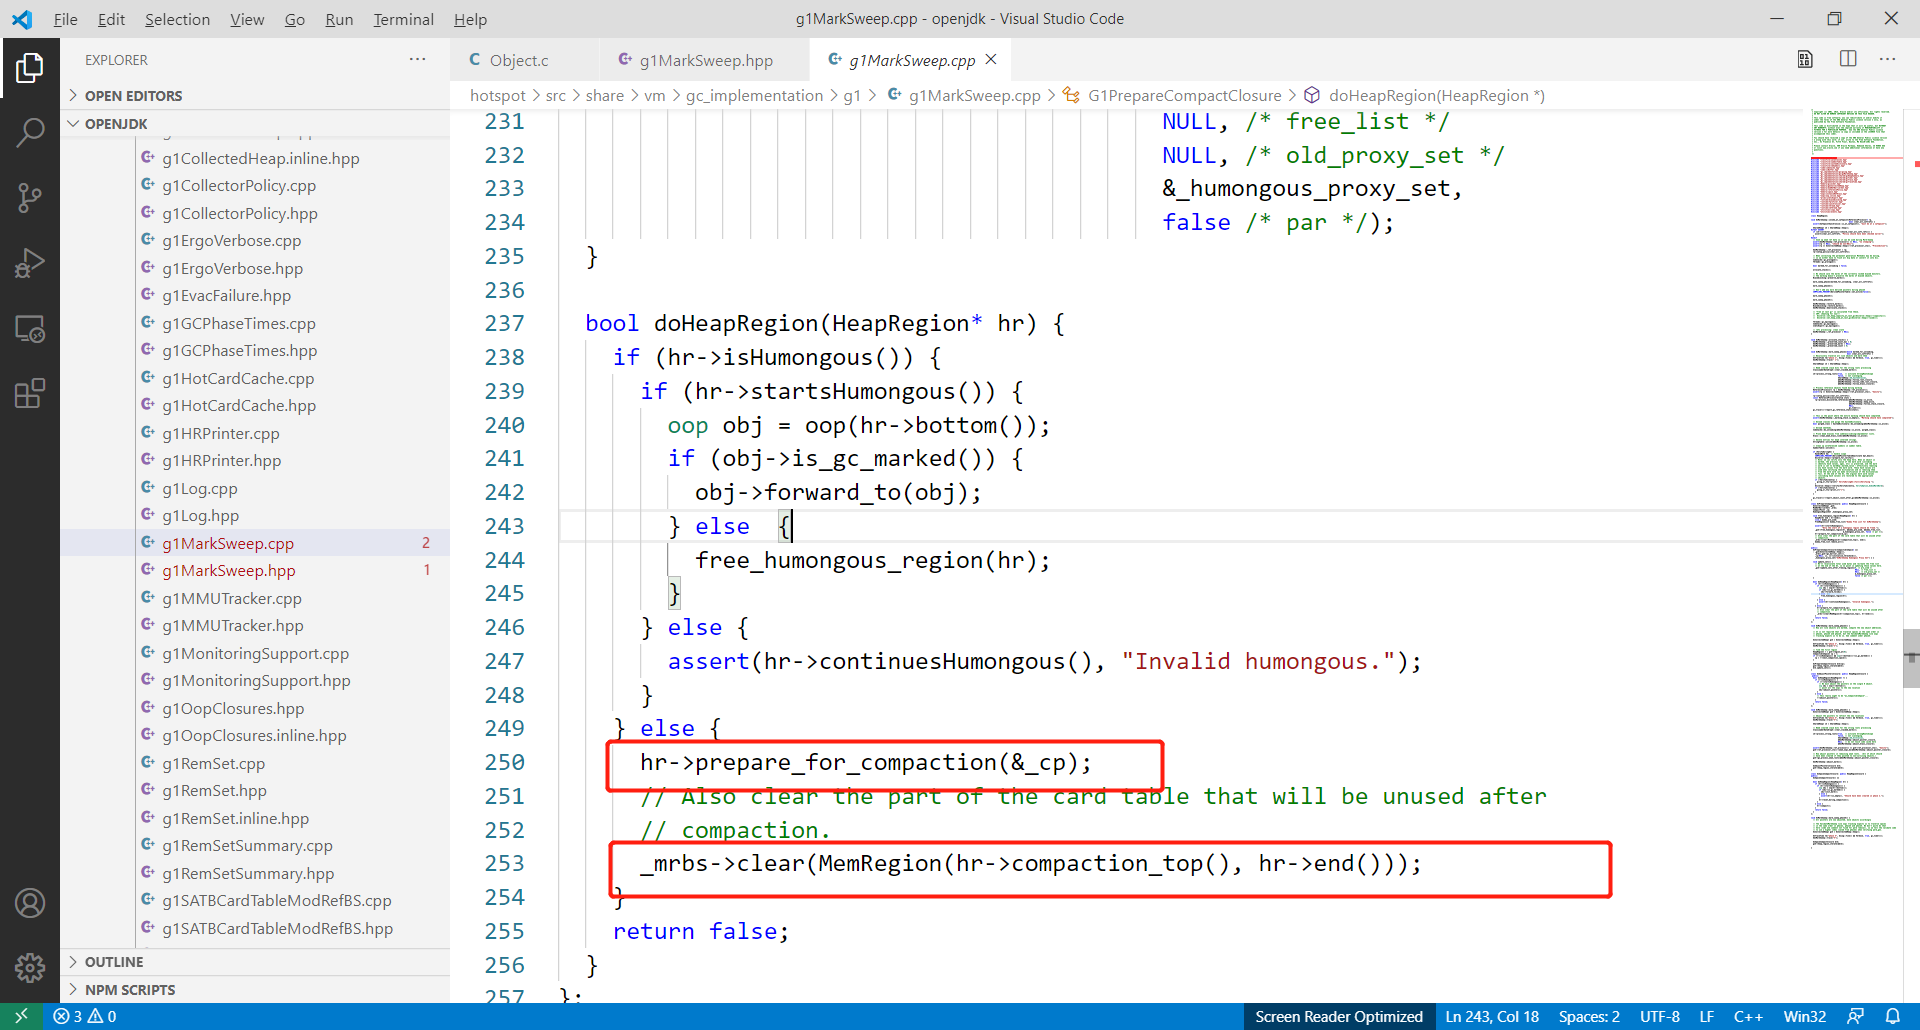 File Edit Selection View Go Run Terminal Help
g1MarkSweep.cpp - openjdk - Visual Studio Code
EXPLORER
OPEN EDITORS
OPENJDK
g1CollectedHeap.inline.hpp
g1CollectorPolicy.cpp
g1CollectorPolicy.hpp
g1ErgoVerbose.cpp
g1ErgoVerbose.hpp
g1EvacFailure.hpp
g1GCPhaseTimes.cpp
g1GCPhaseTimes.hpp
g1HotCardCache.cpp
g1HotCardCache.hpp
g1HRPrinter.cpp
g1HRPrinter.hpp
g1Log.cpp
g1Log.hpp
g1MarkSweep.cpp 2
g1MarkSweep.hpp 1
g1MMUTracker.cpp
g1MMUTracker.hpp
g1MonitoringSupport.cpp
g1MonitoringSupport.hpp
g1OopClosures.hpp
g1OopClosures.inline.hpp
g1RemSet.cpp
g1RemSet.hpp
g1RemSet.inline.hpp
g1RemSetSummary.cpp
g1RemSetSummary.hpp
g1SATBCardTableModRefBS.cpp
g1SATBCardTableModRefBS.hpp
OUTLINE
NPM SCRIPTS
Object.c g1MarkSweep.hpp g1MarkSweep.cpp
hotspot > src > share > vm > gc_implementation > g1 > g1MarkSweep.cpp > G1PrepareCompactClosure > doHeapRegion(HeapRegion *)
231 NULL, /* free_list */
232 NULL, /* old_proxy_set */
233 &_humongous_proxy_set,
234 false /* par */);
235 }
236
237 bool doHeapRegion(HeapRegion* hr) {
238 if (hr->isHumongous()) {
239 if (hr->startsHumongous()) {
240 oop obj = oop(hr->bottom());
241 if (obj->is_gc_marked()) {
242 obj->forward_to(obj);
243 } else  {
244 free_humongous_region(hr);
245 }
246 } else {
247 assert(hr->continuesHumongous(), "Invalid humongous.");
248 }
249 } else {
250 hr->prepare_for_compaction(&_cp);
251 // Also clear the part of the card table that will be unused after
252 // compaction.
253 _mrbs->clear(MemRegion(hr->compaction_top(), hr->end()));
254 }
255 return false;
256 }
257 };
3 0
Screen Reader Optimized Ln 243, Col 18 Spaces: 2 UTF-8 LF C++ Win32